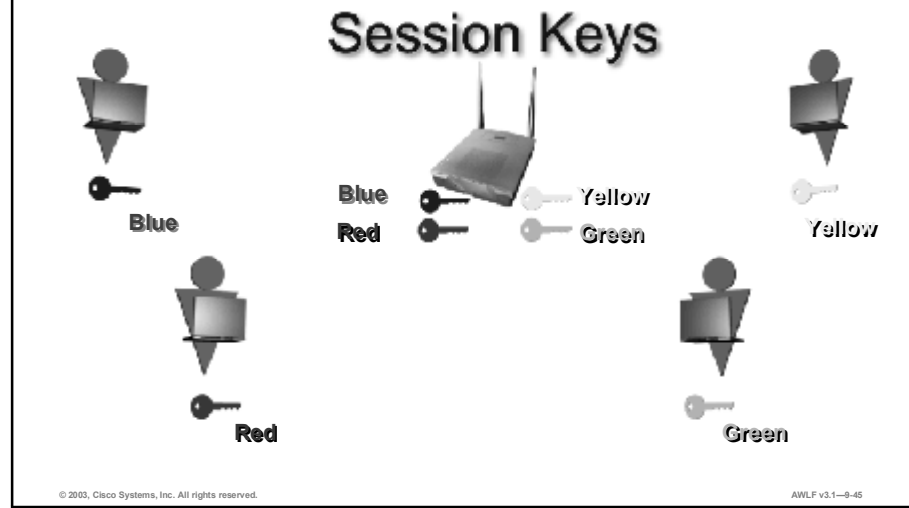 Session Keys
Blue Yellow
Red Green
Blue
Yellow
Red
Green
© 2003, Cisco Systems, Inc. All rights reserved. AWLF v3.1—9-45